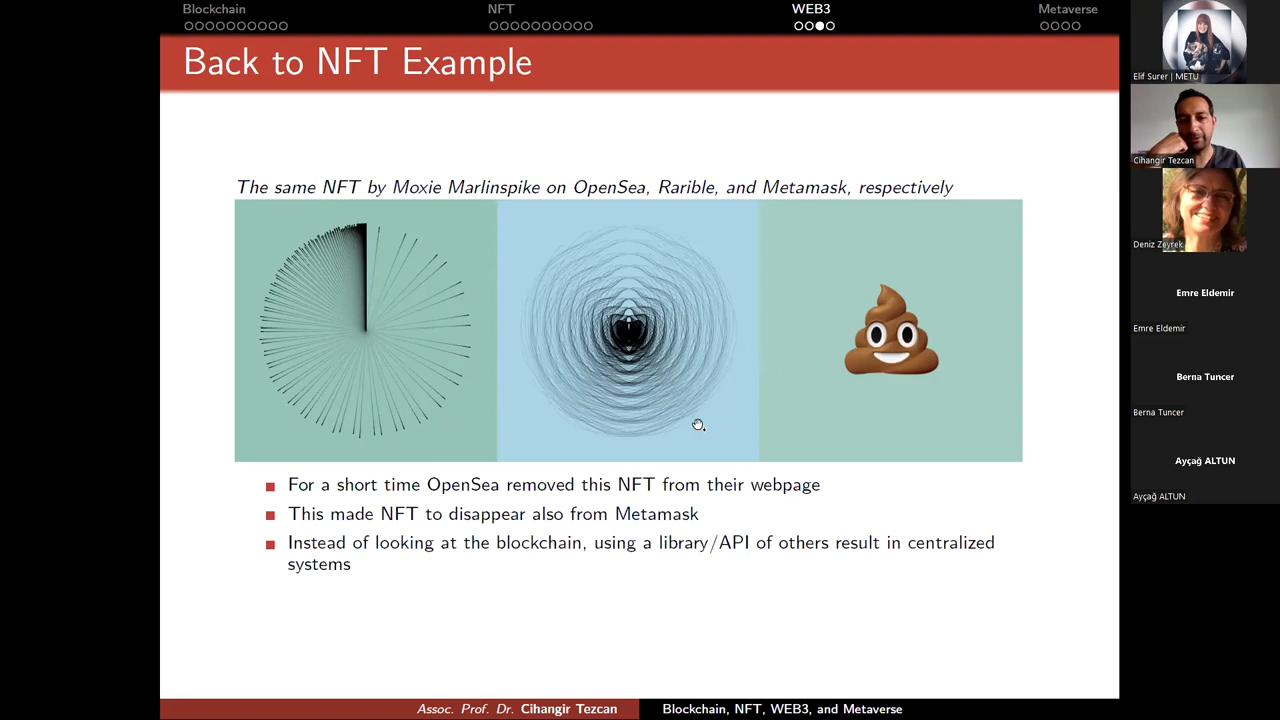 Blockchain NFT WEB3 Metaverse
Back to NFT Example
The same NFT by Moxie Marlinspike on OpenSea, Rarible, and Metamask, respectively
For a short time OpenSea removed this NFT from their webpage
This made NFT to disappear also from Metamask
Instead of looking at the blockchain, using a library/API of others result in centralized
systems
Assoc. Prof. Dr. Cihangir Tezcan Blockchain, NFT, WEB3, and Metaverse
Elif Surer | METU
Cihangir Tezcan
Deniz Zeyrek
Emre Eldemir
Emre Eldemir
Berna Tuncer
Berna Tuncer
Ayçağ ALTUN
Ayçağ ALTUN